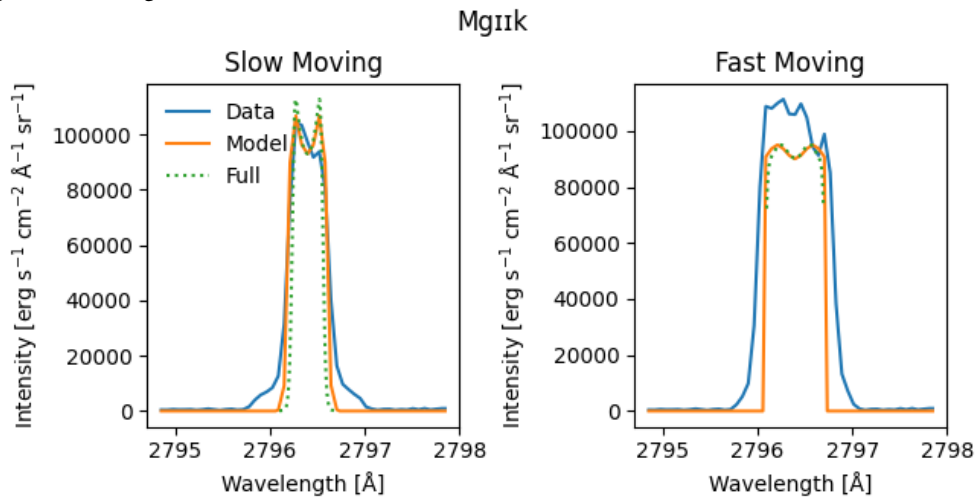 MgIIk
Slow Moving
Fast Moving
Intensity [erg s⁻¹ cm⁻² Å⁻¹ sr⁻¹]
100000
80000
60000
40000
20000
0
Data
Model
Full
2795
2796
2797
2798
Wavelength [Å]
Intensity [erg s⁻¹ cm⁻² Å⁻¹ sr⁻¹]
100000
80000
60000
40000
20000
0
2795
2796
2797
2798
Wavelength [Å]